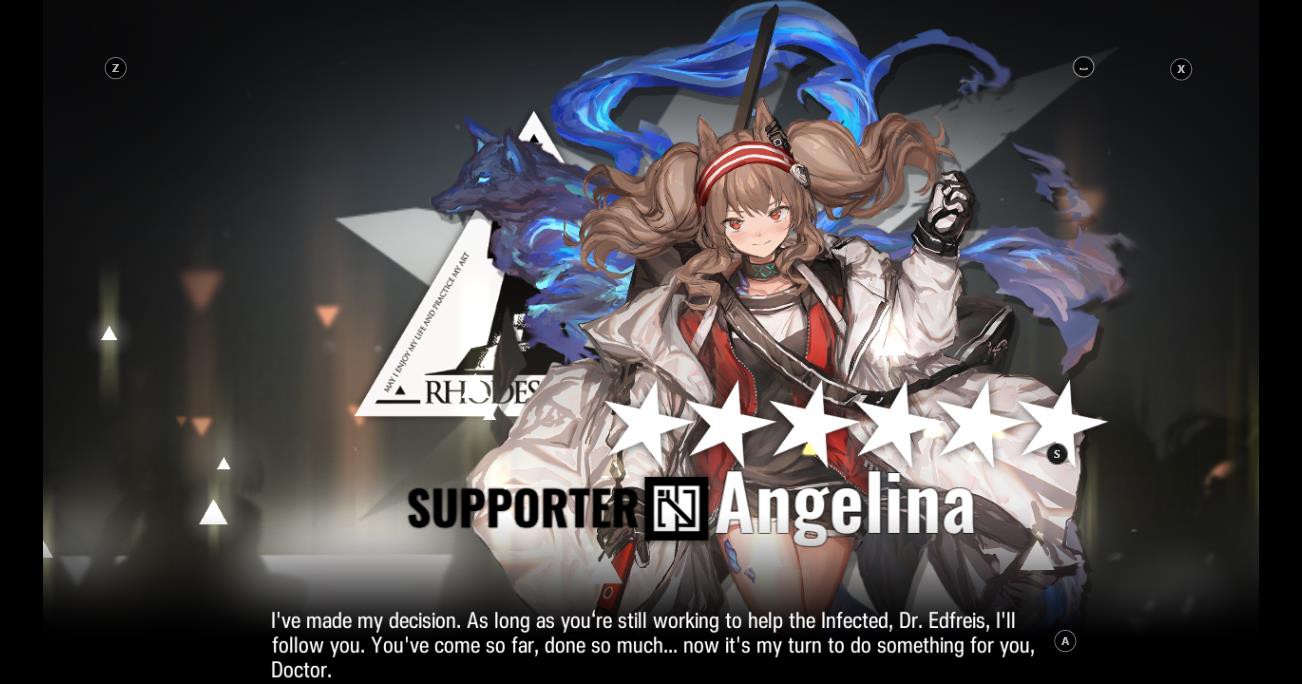 Z
X
MAY I ENJOY MY LIFE AND PRACTICE MY ART
RHODES
S
SUPPORTER Angelina
I've made my decision. As long as you're still working to help the Infected, Dr. Edfreis, I'll
follow you. You've come so far, done so much... now it's my turn to do something for you,
Doctor.
A